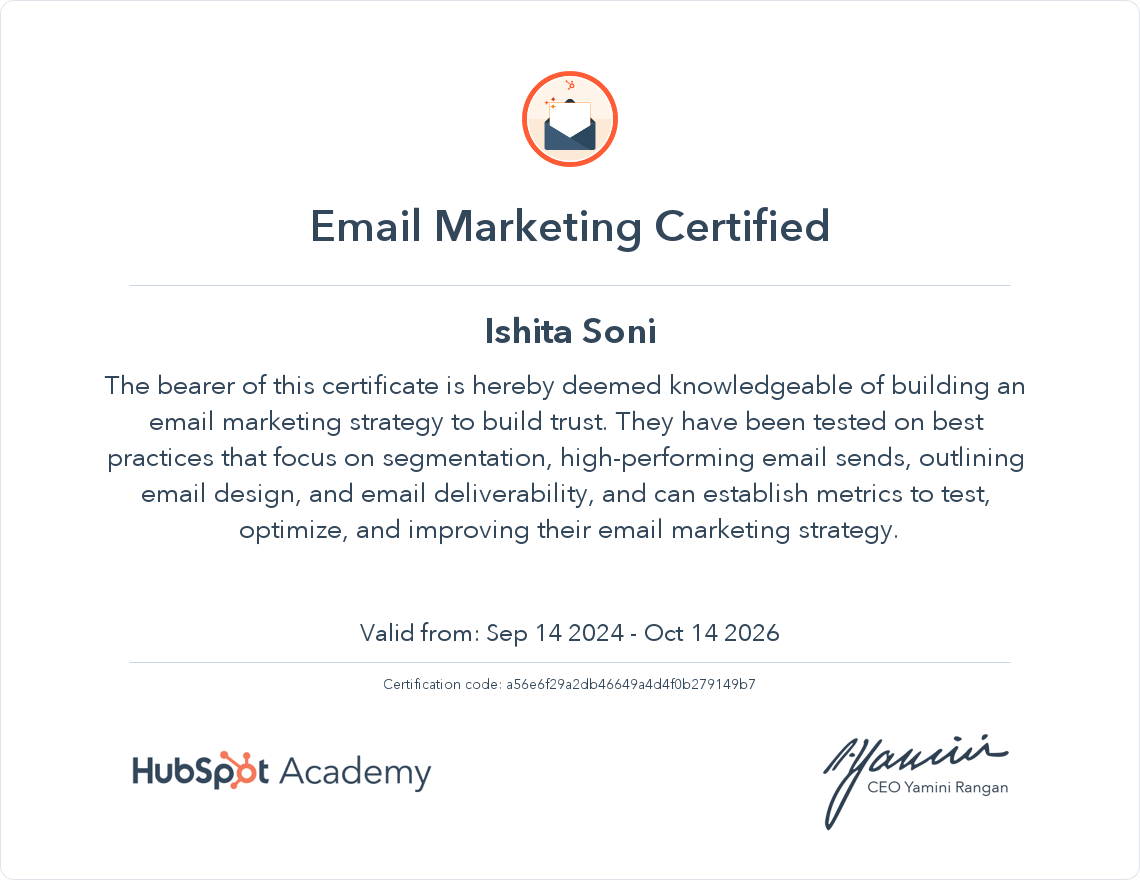 Email Marketing Certified
Ishita Soni
The bearer of this certificate is hereby deemed knowledgeable of building an
email marketing strategy to build trust. They have been tested on best
practices that focus on segmentation, high-performing email sends, outlining
email design, and email deliverability, and can establish metrics to test,
optimize, and improving their email marketing strategy.
Valid from: Sep 14 2024 - Oct 14 2026
Certification code: a56e6f29a2db46649a4d4f0b279149b7
HubSpot Academy
Yamini
CEO Yamini Rangan